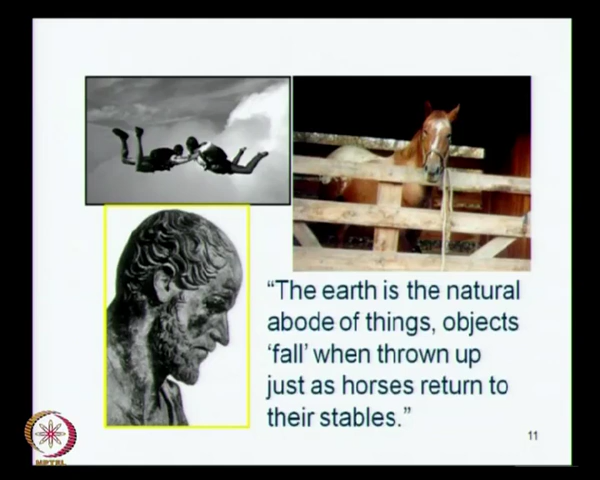 “The earth is the natural
abode of things, objects
‘fall’ when thrown up
just as horses return to
their stables.”
11
NPTEL